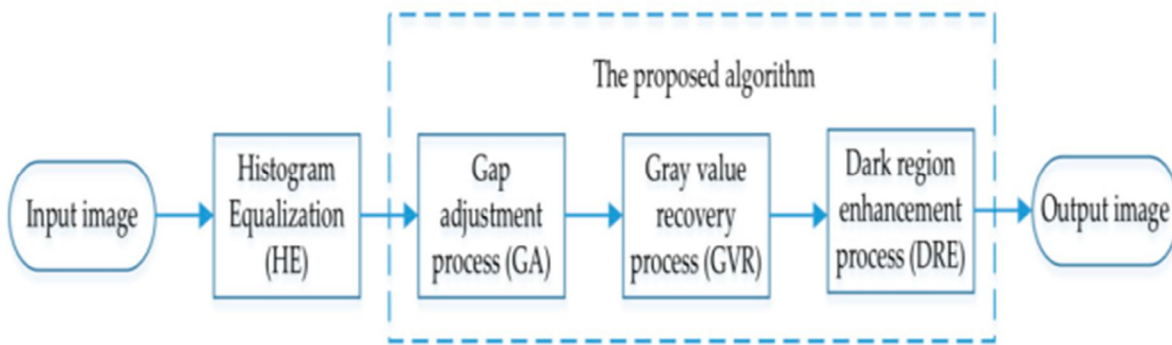 The proposed algorithm
Input image
Histogram
Equalization
(HE)
Gap
adjustment
process (GA)
Gray value
recovery
process (GVR)
Dark region
enhancement
process (DRE)
Output image